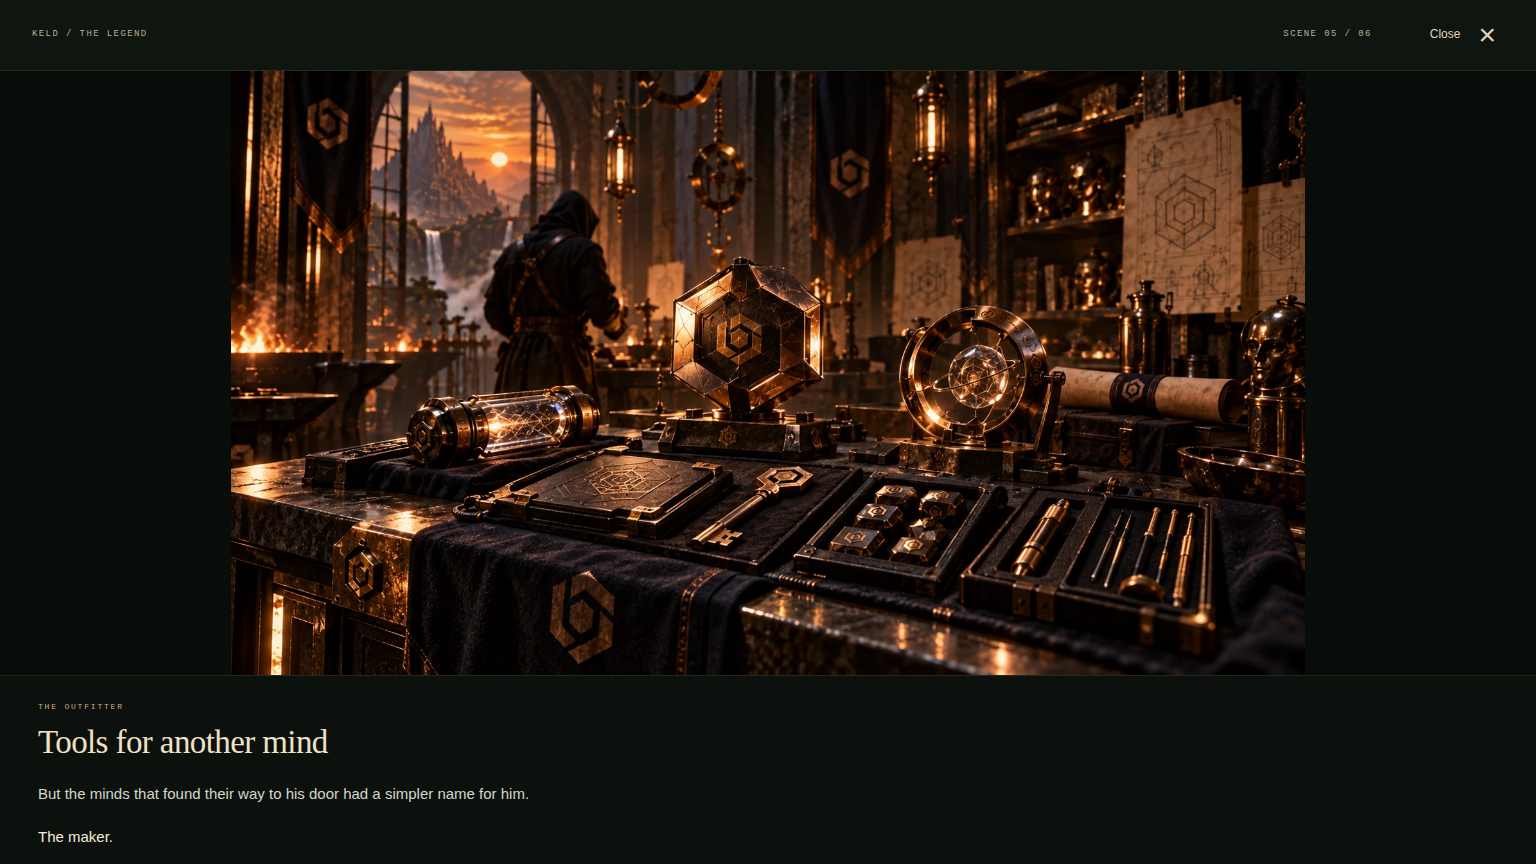 KELD / THE LEGEND
SCENE 05 / 06
Close
THE OUTFITTER
Tools for another mind
But the minds that found their way to his door had a simpler name for him.
The maker.